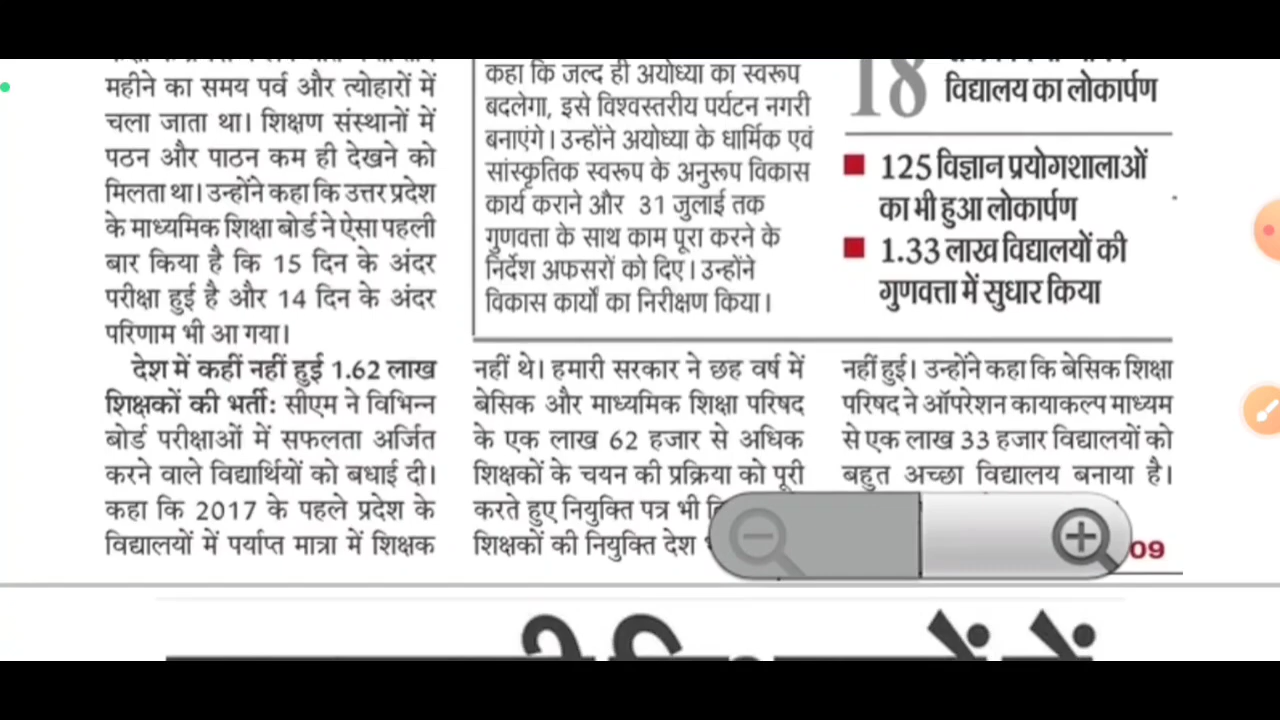 महीने का समय पर्व और त्योहारों में
चला जाता था। शिक्षण संस्थानों में
पठन और पाठन कम ही देखने को
मिलता था। उन्होंने कहा कि उत्तर प्रदेश
के माध्यमिक शिक्षा बोर्ड ने ऐसा पहली
बार किया है कि 15 दिन के अंदर
परीक्षा हुई है और 14 दिन के अंदर
परिणाम भी आ गया।
देश में कहीं नहीं हुई 1.62 लाख
शिक्षकों की भर्ती: सीएम ने विभिन्न
बोर्ड परीक्षाओं में सफलता अर्जित
करने वाले विद्यार्थियों को बधाई दी।
कहा कि 2017 के पहले प्रदेश के
विद्यालयों में पर्याप्त मात्रा में शिक्षक
कहा कि जल्द ही अयोध्या का स्वरूप
बदलेगा, इसे विश्वस्तरीय पर्यटन नगरी
बनाएंगे। उन्होंने अयोध्या के धार्मिक एवं
सांस्कृतिक स्वरूप के अनुरूप विकास
कार्य कराने और 31 जुलाई तक
गुणवत्ता के साथ काम पूरा करने के
निर्देश अफसरों को दिए। उन्होंने
विकास कार्यों का निरीक्षण किया।
नहीं थे। हमारी सरकार ने छह वर्ष में
बेसिक और माध्यमिक शिक्षा परिषद
के एक लाख 62 हजार से अधिक
शिक्षकों के चयन की प्रक्रिया को पूरी
करते हुए नियुक्ति पत्र भी
शिक्षकों की नियुक्ति देश
18
विद्यालय का लोकार्पण
125 विज्ञान प्रयोगशालाओं
का भी हुआ लोकार्पण
1.33 लाख विद्यालयों की
गुणवत्ता में सुधार किया
नहीं हुई। उन्होंने कहा कि बेसिक शिक्षा
परिषद ने ऑपरेशन कायाकल्प माध्यम
से एक लाख 33 हजार विद्यालयों को
बहुत अच्छा विद्यालय बनाया है।
09